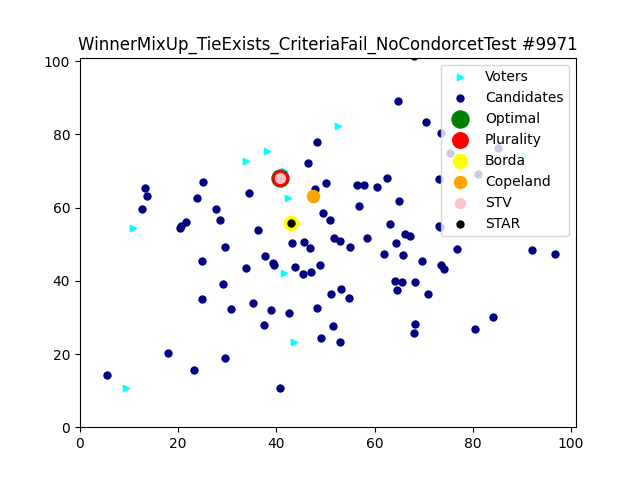 WinnerMixUp_TieExists_CriteriaFail_NoCondorcetTest #9971
100
80
60
40
20
0
0 20 40 60 80 100
Voters
Candidates
Optimal
Plurality
Borda
Copeland
STV
STAR